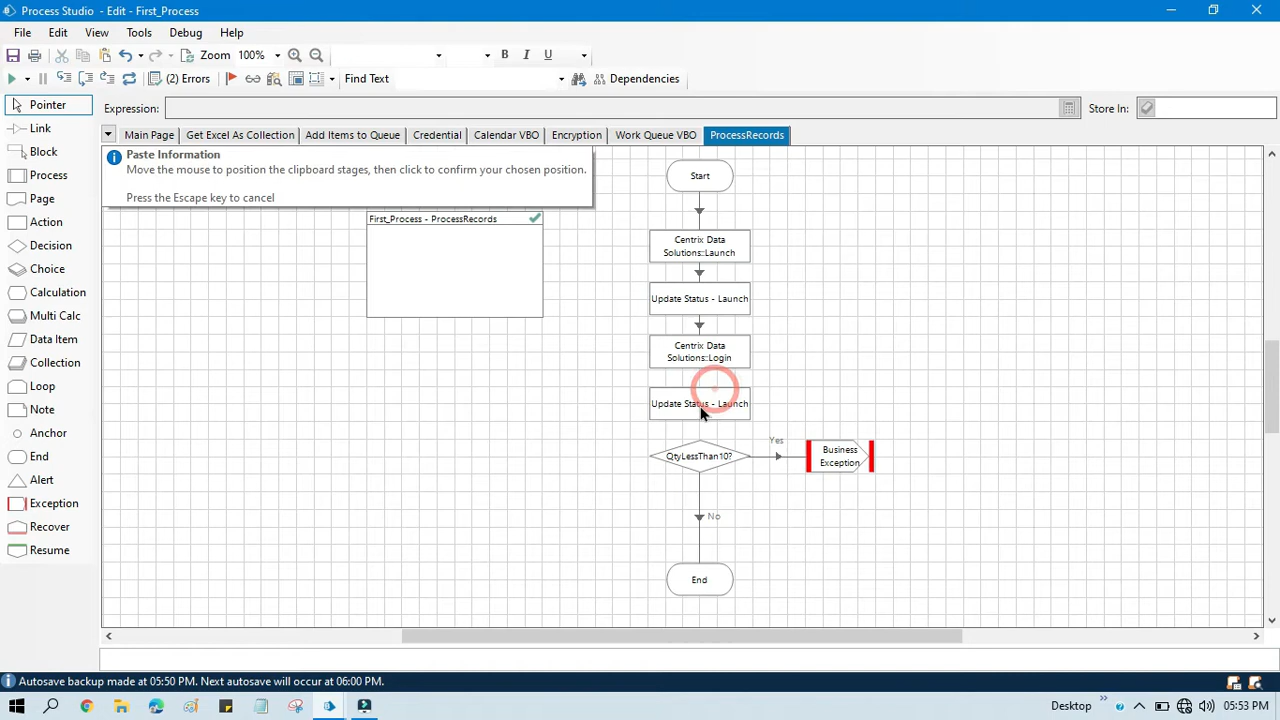 Process Studio - Edit - First_Process
File Edit View Tools Debug Help
Zoom 100% B I U
(2) Errors Find Text Dependencies
Pointer
Expression: Store In:
Link
Main Page Get Excel As Collection Add Items to Queue Credential Calendar VBO Encryption Work Queue VBO ProcessRecords
Block
Paste Information
Move the mouse to position the clipboard stages, then click to confirm your chosen position.
Press the Escape key to cancel
Process
Page
Action
Decision
Choice
Calculation
Multi Calc
Data Item
Collection
Loop
Note
Anchor
End
Alert
Exception
Recover
Resume
First_Process - ProcessRecords
Start
Centrix Data
Solutions::Launch
Update Status - Launch
Centrix Data
Solutions::Login
Update Status - Launch
QtyLessThan10?
Yes
Business
Exception
No
End
Autosave backup made at 05:50 PM. Next autosave will occur at 06:00 PM.
Desktop 05:53 PM